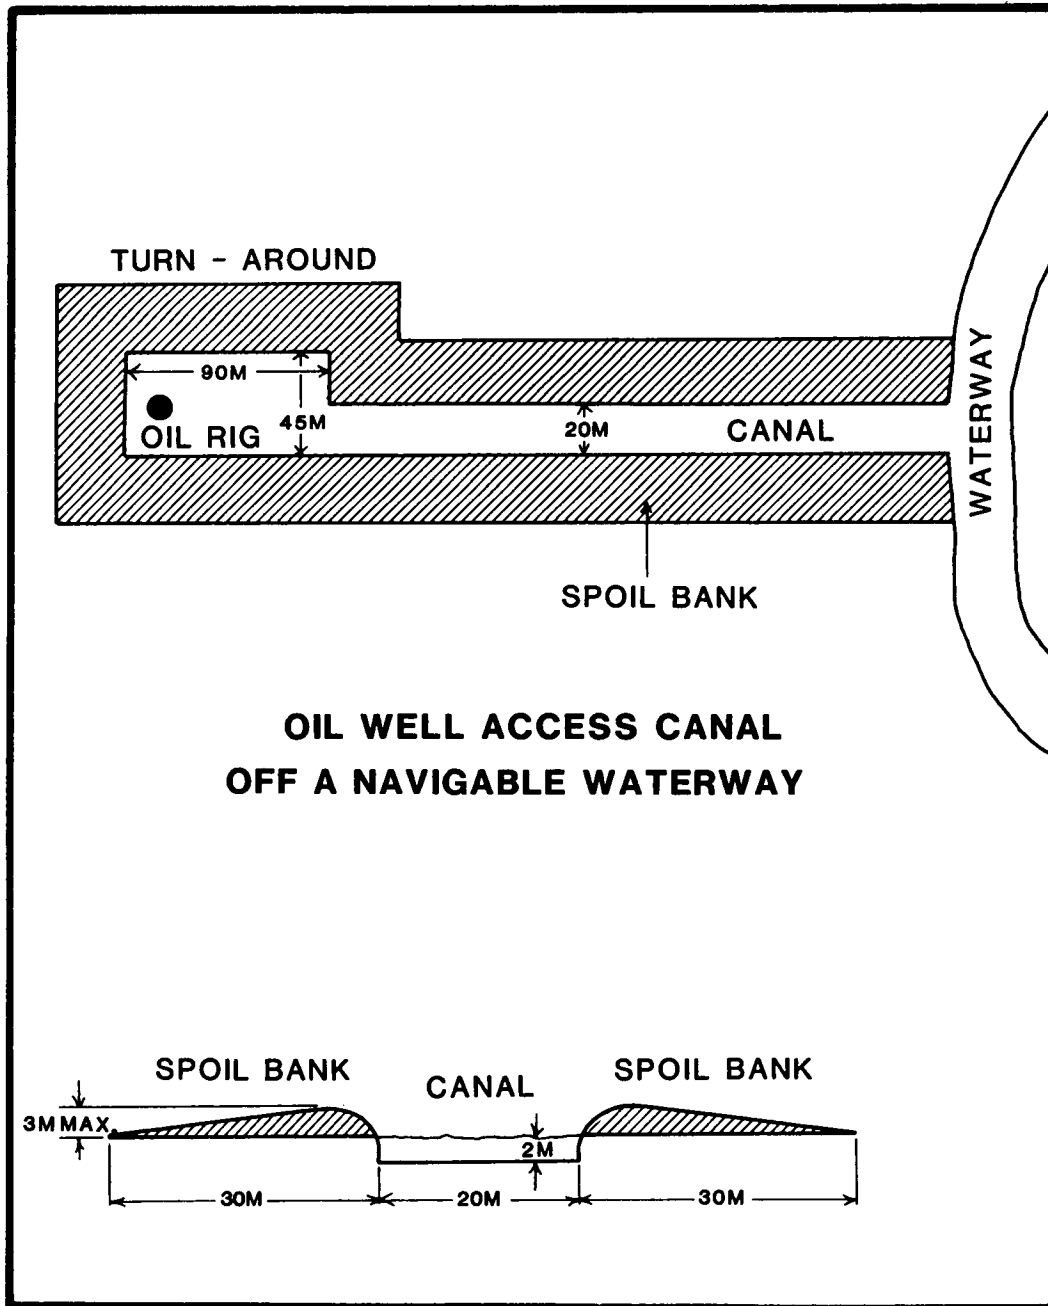 TURN - AROUND
90M
45M
OIL RIG
20M
CANAL
WATERWAY
SPOIL BANK
OIL WELL ACCESS CANAL
OFF A NAVIGABLE WATERWAY
SPOIL BANK
CANAL
SPOIL BANK
3M MAX.
2M
30M
20M
30M